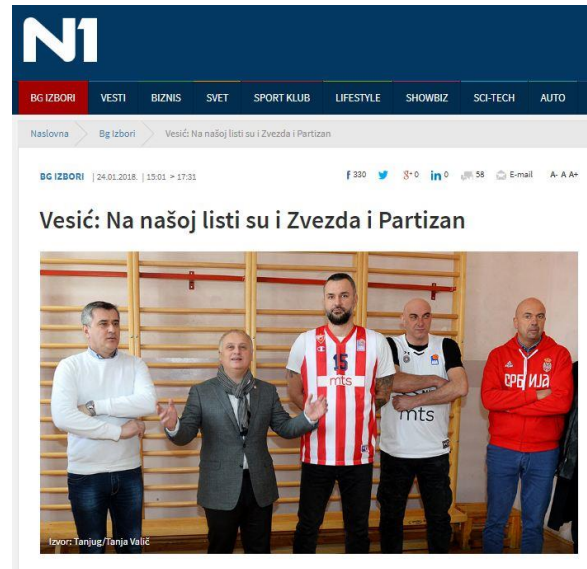 N1
BG IZBORI VESTI BIZNIS SVET SPORT KLUB LIFESTYLE SHOWBIZ SCI-TECH AUTO
Naslovna Bg Izbori Vesić: Na našoj listi su i Zvezda i Partizan
BG IZBORI | 24.01.2018. | 15:01 > 17:31 f 330 8+ 0 in 0 58 E-mail A- A A+
Vesić: Na našoj listi su i Zvezda i Partizan
15
mts
mts
СРБИЈА
Izvor: Tanjug/Tanja Valič